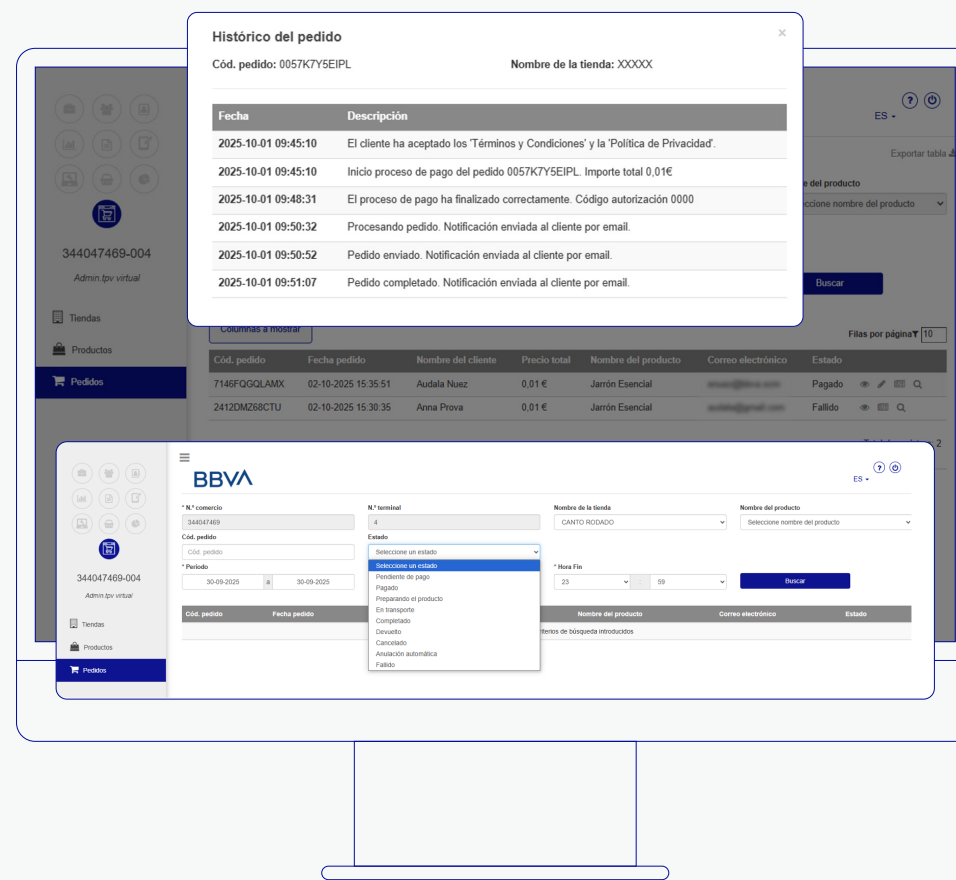 Histórico del pedido
×
Cód. pedido: 0057K7Y5EIPL
Nombre de la tienda: XXXXX
Fecha Descripción
2025-10-01 09:45:10 El cliente ha aceptado los 'Términos y Condiciones' y la 'Política de Privacidad'.
2025-10-01 09:45:10 Inicio proceso de pago del pedido 0057K7Y5EIPL. Importe total 0,01€
2025-10-01 09:48:31 El proceso de pago ha finalizado correctamente. Código autorización 0000
2025-10-01 09:50:32 Procesando pedido. Notificación enviada al cliente por email.
2025-10-01 09:50:52 Pedido enviado. Notificación enviada al cliente por email.
2025-10-01 09:51:07 Pedido completado. Notificación enviada al cliente por email.
?
ES
Exportar tabla
e del producto
ccione nombre del producto
Buscar
344047469-004
Admin.tpv virtual
Tiendas
Productos
Pedidos
Columnas a mostrar
Filas por página 10
Cód. pedido Fecha pedido Nombre del cliente Precio total Nombre del producto Correo electrónico Estado
7146FQGQLAMX 02-10-2025 15:35:51 Audala Nuez 0,01 € Jarrón Esencial Pagado
2412DMZ68CTU 02-10-2025 15:30:35 Anna Prova 0,01 € Jarrón Esencial Fallido
2
BBVA
?
ES
344047469-004
Admin.tpv virtual
Tiendas
Productos
Pedidos
* N.º comercio N.º terminal Nombre de la tienda Nombre del producto
344047469 4 CANTO RODADO Seleccione nombre del producto
Cód. pedido Estado
Cód. pedido Seleccione un estado
* Periodo * Hora Fin
30-09-2025 a 30-09-2025 23 : 59 Buscar
Seleccione un estado
Pendiente de pago
Pagado
Preparando el producto
En transporte
Completado
Devuelto
Cancelado
Anulación automática
Fallido
Cód. pedido Fecha pedido Nombre del producto Correo electrónico Estado
iterios de búsqueda introducidos